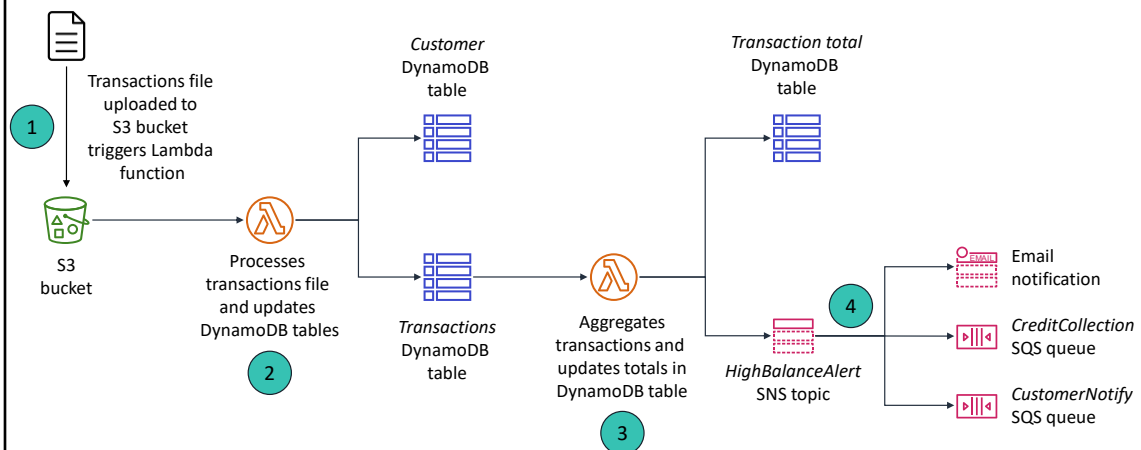 1
Transactions file
uploaded to
S3 bucket
triggers Lambda
function
S3
bucket
Processes
transactions file
and updates
DynamoDB tables
2
Customer
DynamoDB
table
Transactions
DynamoDB
table
Aggregates
transactions and
updates totals in
DynamoDB table
3
Transaction total
DynamoDB
table
HighBalanceAlert
SNS topic
4
EMAIL
Email
notification
CreditCollection
SQS queue
CustomerNotify
SQS queue